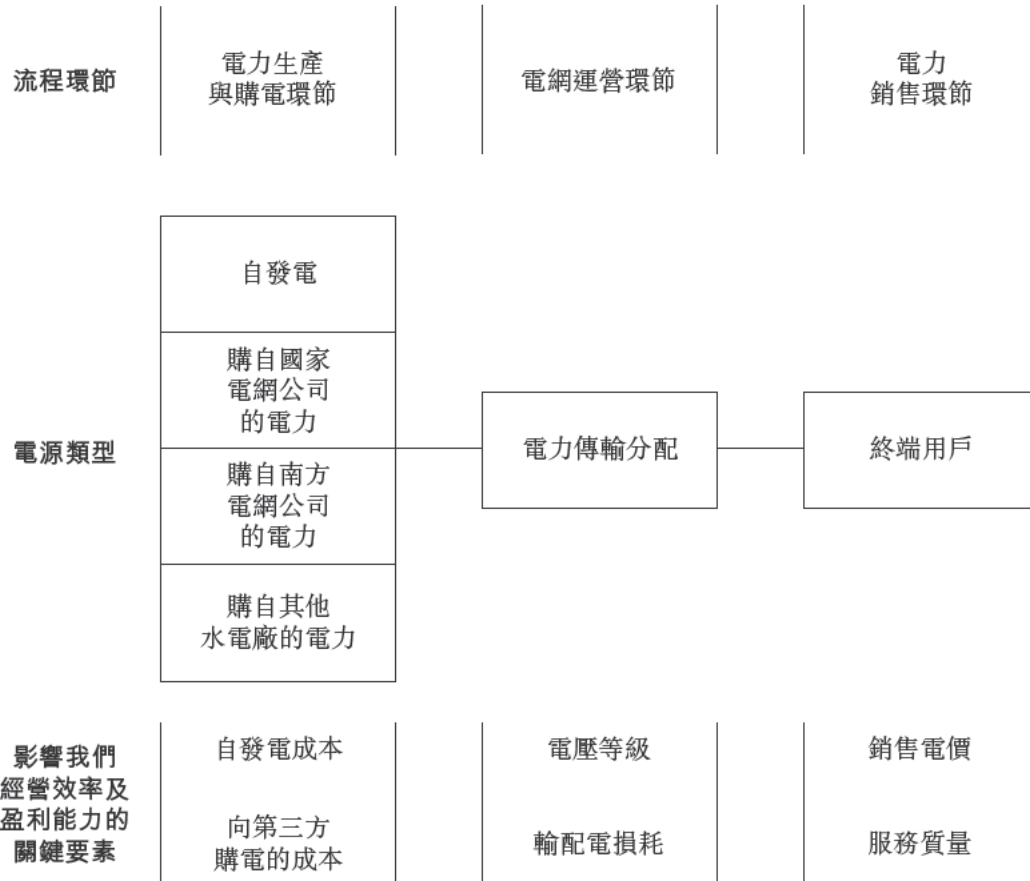 流程環節
電力生產
與購電環節
電網運營環節
電力
銷售環節
電源類型
自發電
購自國家
電網公司
的電力
購自南方
電網公司
的電力
購自其他
水電廠的電力
電力傳輸分配
終端用戶
影響我們
經營效率及
盈利能力的
關鍵要素
自發電成本
向第三方
購電的成本
電壓等級
輸配電損耗
銷售電價
服務質量